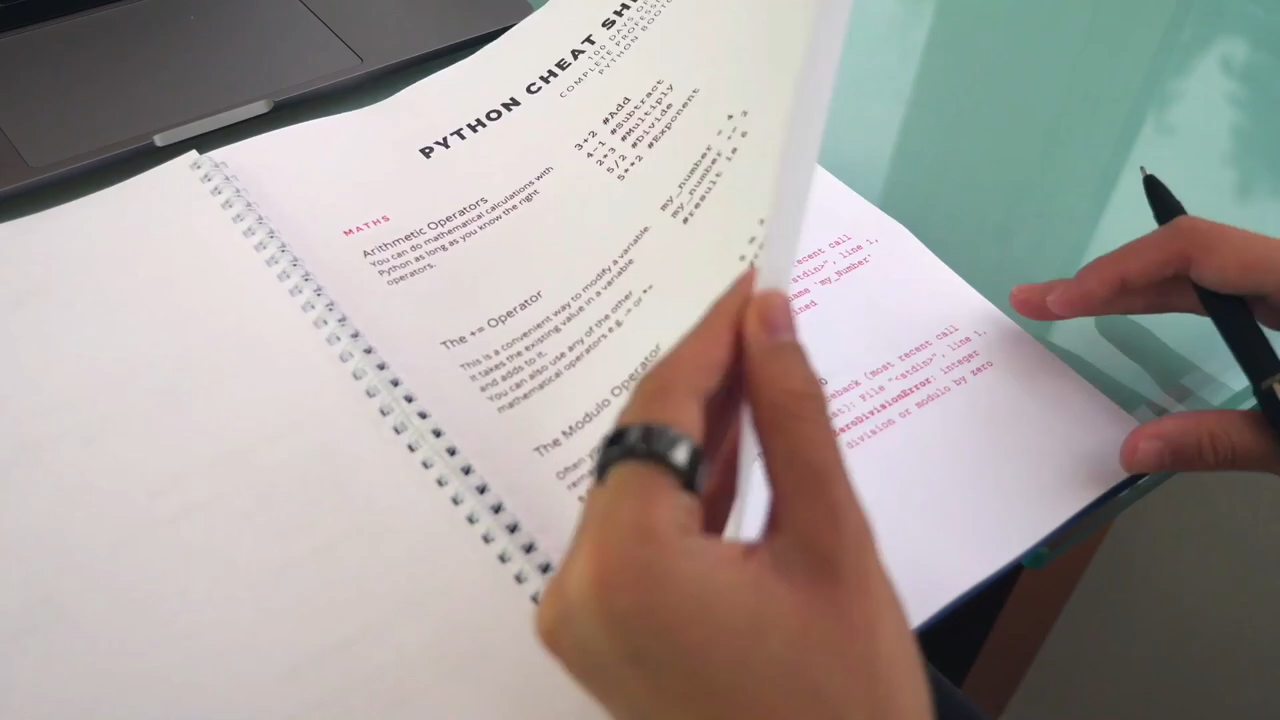 PYTHON CHEAT
100 DAYS OF
COMPLETE PROFESS
PYTHON BOOTC
MATHS
Arithmetic Operators
You can do mathematical calculations with
Python as long as you know the right
operators.
3+2 #Add
4-1 #Subtract
2*3 #Multiply
5/2 #Divide
5**2 #Exponent
The += Operator
This is a convenient way to modify a variable.
It takes the existing value in a variable
and adds to it.
You can also use any of the other
mathematical operators e.g. -= or *=
my_number = 4
my_number += 2
#result is 6
The Modulo Operator
Often
recent call
line 1,
'my_Number'
(most recent call
File "<stdin>", line 1,
ZeroDivisionError: integer
division or modulo by zero